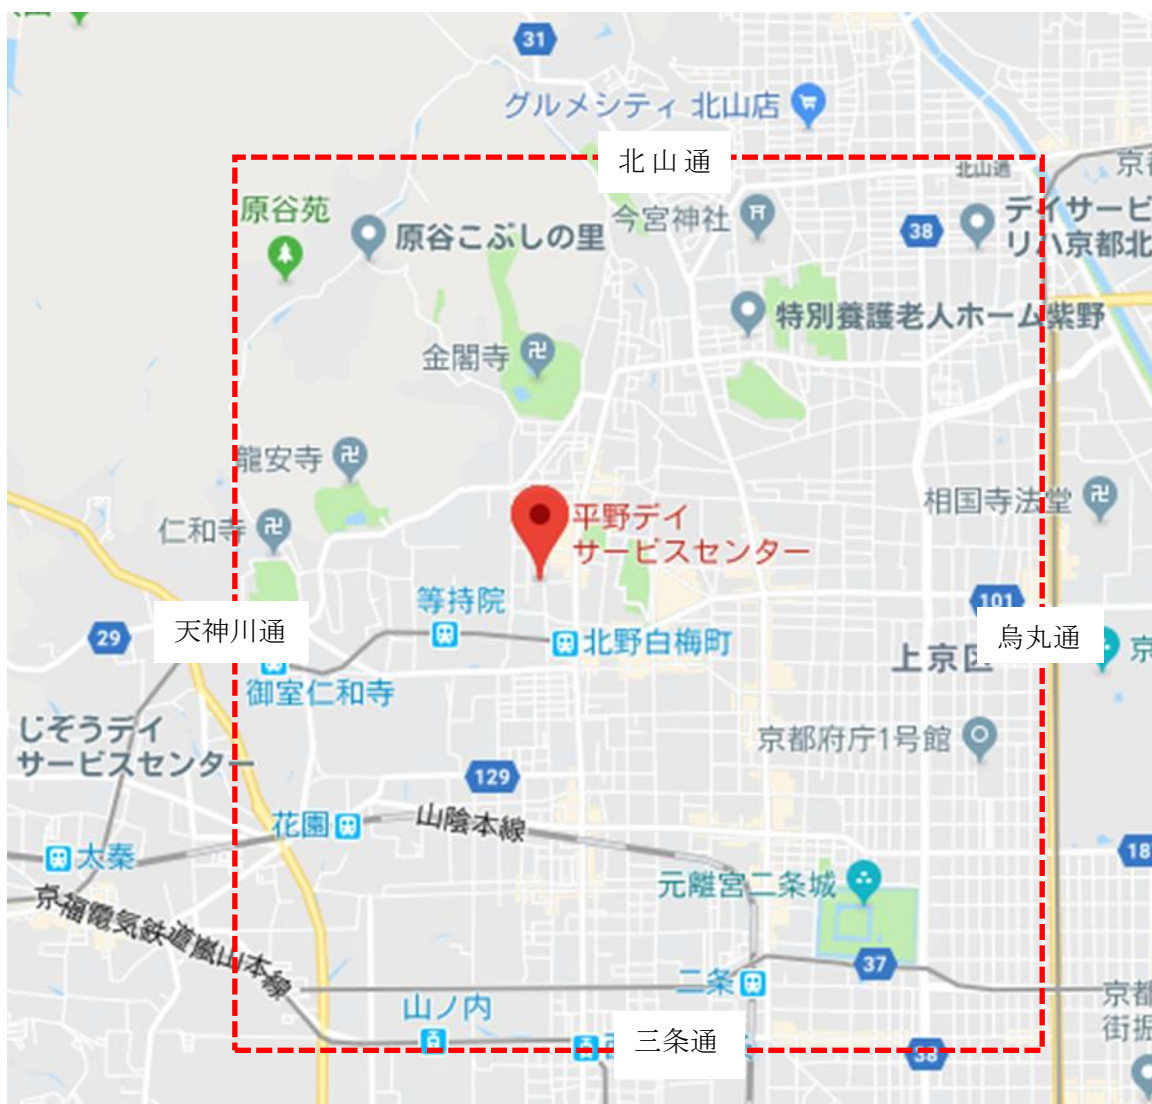 31
グルメシティ 北山店
北山通
北山通
京
原谷苑
原谷こぶしの里
今宮神社
38
デイサービ
リハ京都北
特別養護老人ホーム紫野
金閣寺
龍安寺
仁和寺
相国寺法堂
平野デイ
サービスセンター
等持院
101
29
天神川通
北野白梅町
上京区
烏丸通
京
御室仁和寺
じぞうデイ
サービスセンター
京都府庁1号館
129
花園
山陰本線
太秦
18
元離宮二条城
京福電気鉄道嵐山本線
37
二条
山ノ内
京都
街振
三条通
38